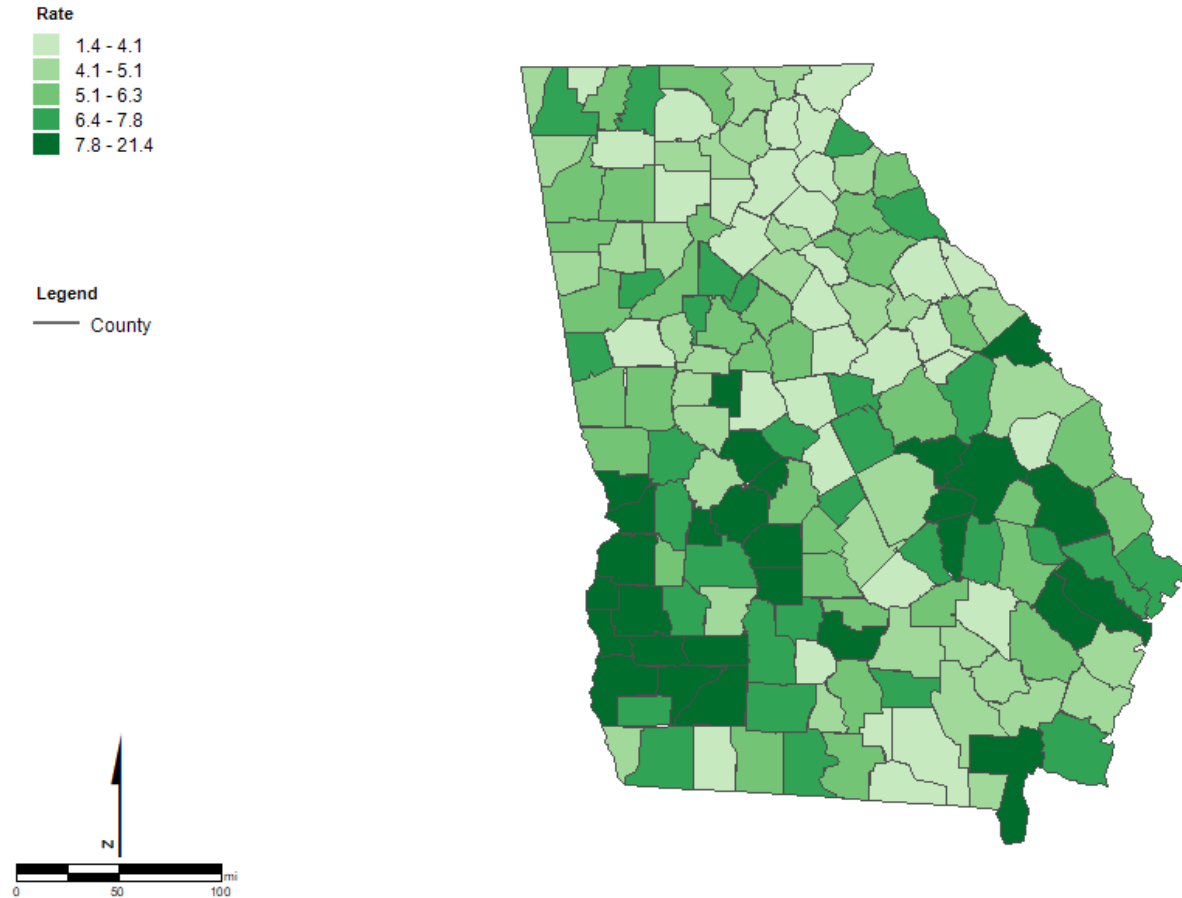 Rate
1.4 - 4.1
4.1 - 5.1
5.1 - 6.3
6.4 - 7.8
7.8 - 21.4
Legend
County
N
mi
0 50 100